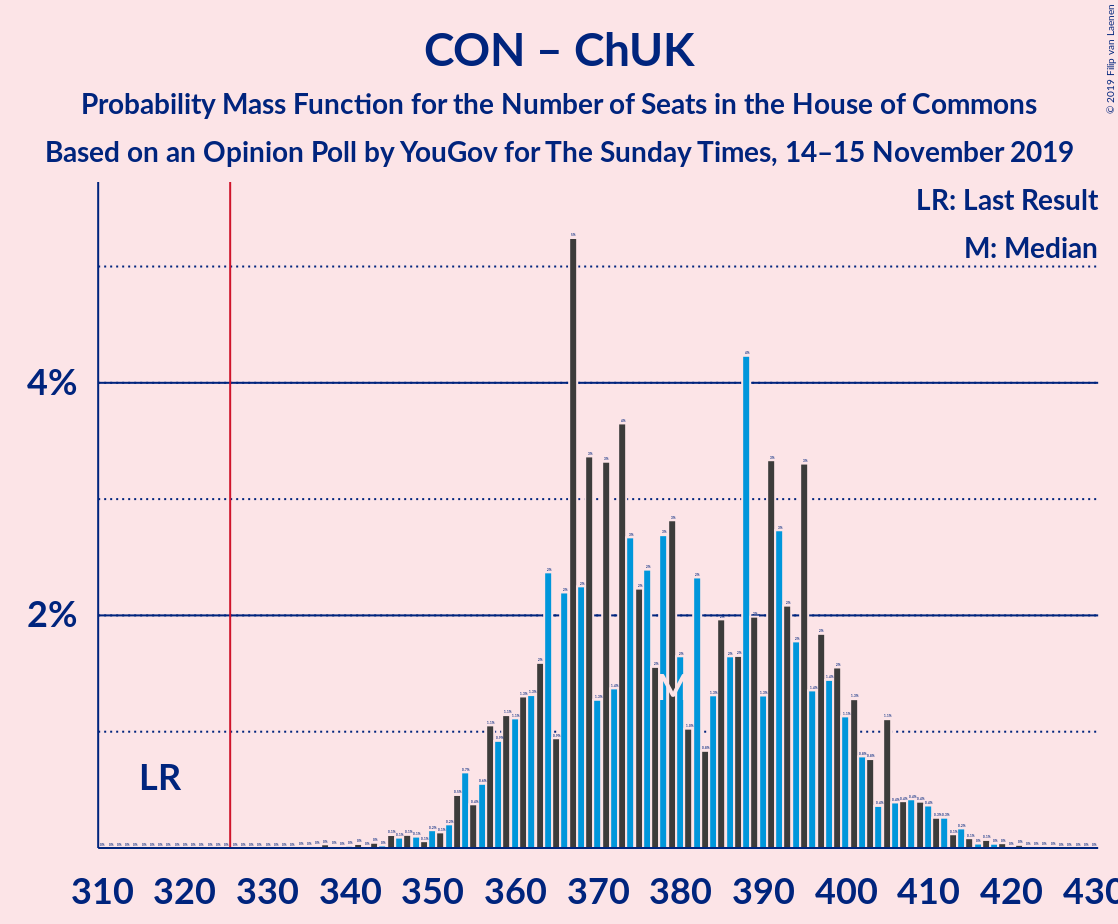 CON – ChUK
Probability Mass Function for the Number of Seats in the House of Commons
Based on an Opinion Poll by YouGov for The Sunday Times, 14–15 November 2019
© 2019 Filip van Laenen
LR: Last Result
M: Median
4%
2%
LR
M
310 320 330 340 350 360 370 380 390 400 410 420 430